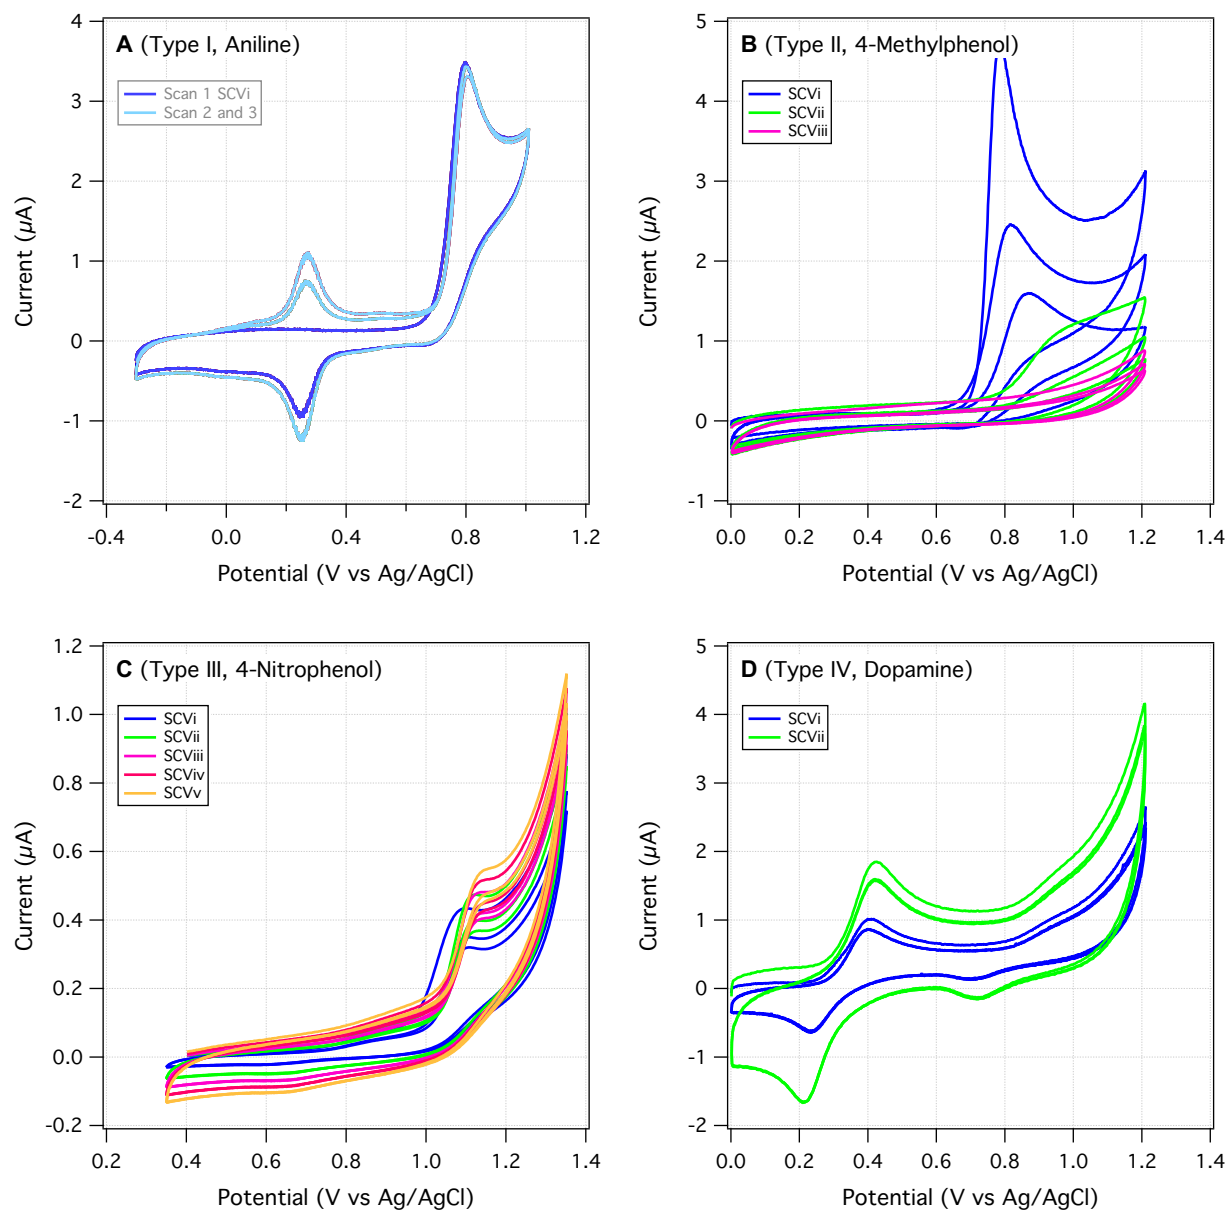 A (Type I, Aniline)
Scan 1 SCVi
Scan 2 and 3
4
3
2
1
0
-1
-2
Current (µA)
-0.4
0.0
0.4
0.8
1.2
Potential (V vs Ag/AgCl)
B (Type II, 4-Methylphenol)
SCVi
SCVii
SCViii
5
4
3
2
1
0
-1
Current (µA)
0.0
0.2
0.4
0.6
0.8
1.0
1.2
1.4
Potential (V vs Ag/AgCl)
C (Type III, 4-Nitrophenol)
SCVi
SCVii
SCViii
SCViv
SCVv
1.2
1.0
0.8
0.6
0.4
0.2
0.0
-0.2
Current (µA)
0.2
0.4
0.6
0.8
1.0
1.2
1.4
Potential (V vs Ag/AgCl)
D (Type IV, Dopamine)
SCVi
SCVii
5
4
3
2
1
0
-1
-2
Current (µA)
0.0
0.2
0.4
0.6
0.8
1.0
1.2
1.4
Potential (V vs Ag/AgCl)